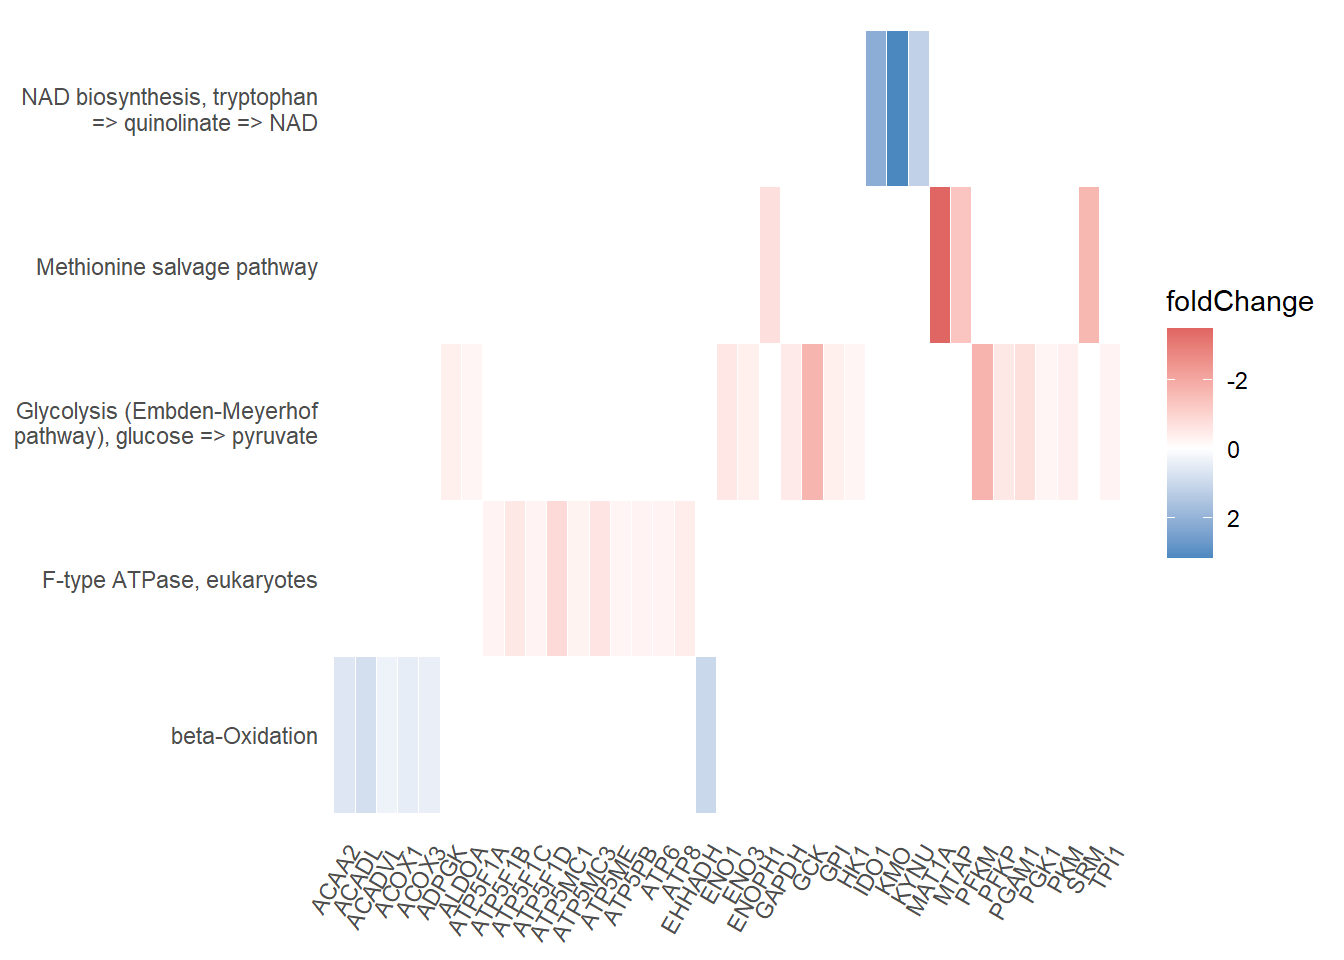 NAD biosynthesis, tryptophan
=> quinolinate => NAD
Methionine salvage pathway
Glycolysis (Embden-Meyerhof
pathway), glucose => pyruvate
F-type ATPase, eukaryotes
beta-Oxidation
foldChange
-2
0
2
ACAA2
ACADL
ACADVL
ACOX1
ACOX3
ADPGK
ALDOA
ATP5F1A
ATP5F1B
ATP5F1C
ATP5F1D
ATP5MC1
ATP5MC3
ATP5ME
ATP5PB
ATP6
ATP8
EHHADH
ENO1
ENO3
ENOPH1
GAPDH
GCK
GPI
HK1
IDO1
KMO
KYNU
MAT1A
MTAP
PFKM
PFKP
PGAM1
PGK1
PKM
SRM
TPI1